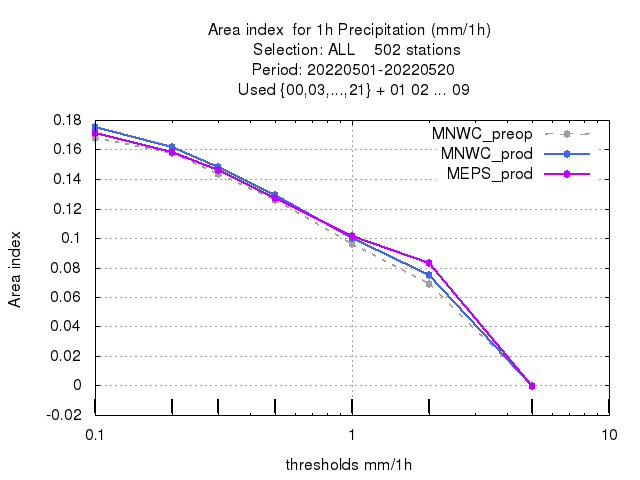 Area index  for 1h Precipitation (mm/1h)
Selection: ALL    502 stations
Period: 20220501-20220520
Used {00,03,...,21} + 01 02 ... 09
MNWC_preop
MNWC_prod
MEPS_prod
0.18
0.16
0.14
0.12
0.1
0.08
0.06
0.04
0.02
0
-0.02
Area index
0.1 1 10
thresholds mm/1h